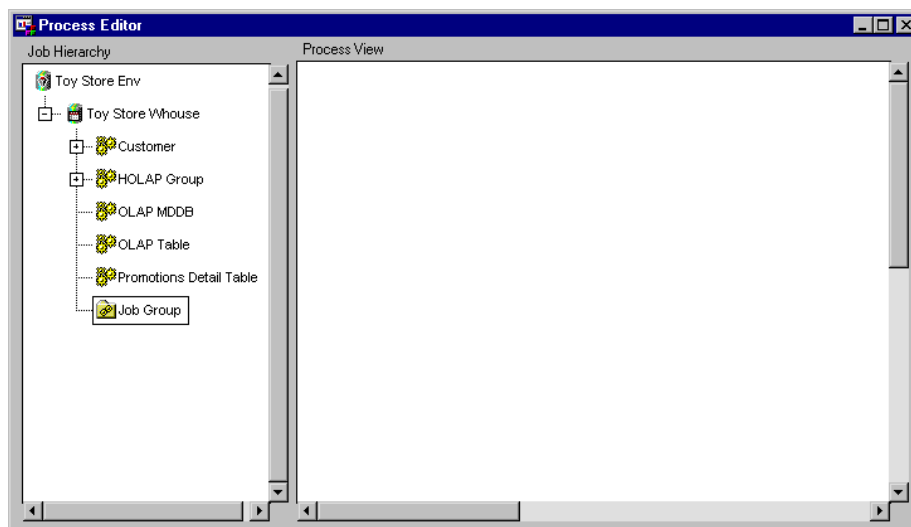 Process Editor
Job Hierarchy
Process View
Toy Store Env
Toy Store Whouse
Customer
HOLAP Group
OLAP MDDB
OLAP Table
Promotions Detail Table
Job Group